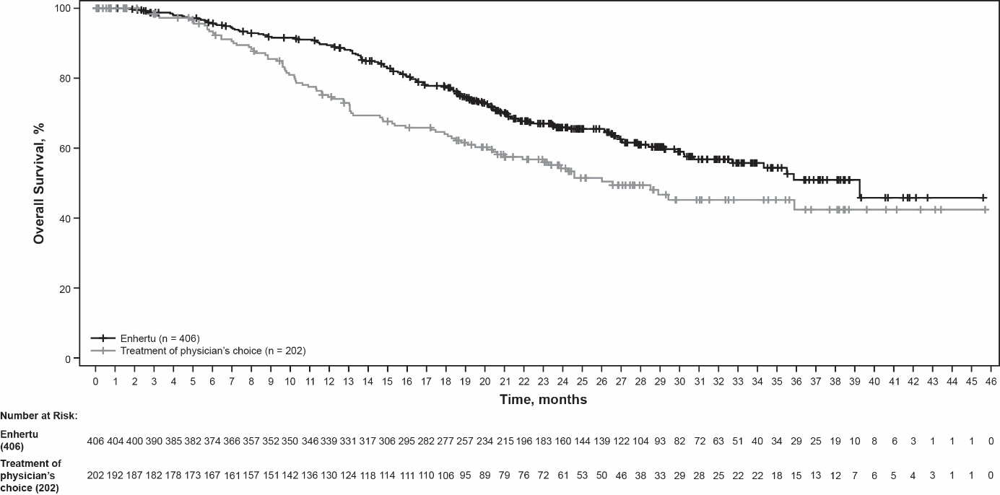 100
80
60
40
20
0
Overall Survival, %
Enhertu (n = 406)
Treatment of physician's choice (n = 202)
0 1 2 3 4 5 6 7 8 9 10 11 12 13 14 15 16 17 18 19 20 21 22 23 24 25 26 27 28 29 30 31 32 33 34 35 36 37 38 39 40 41 42 43 44 45 46
Time, months
Number at Risk:
Enhertu
(406)
406 404 400 390 385 382 374 366 357 352 350 346 339 331 317 306 295 282 277 257 234 215 196 183 160 144 139 122 104 93 82 72 63 51 40 34 29 25 19 10 8 6 3 1 1 1 0
Treatment of
physician's
choice (202)
202 192 187 182 178 173 167 161 157 151 142 136 130 124 118 114 111 110 106 95 89 79 76 72 61 53 50 46 38 33 29 28 25 22 22 18 15 13 12 7 6 5 4 3 1 1 0